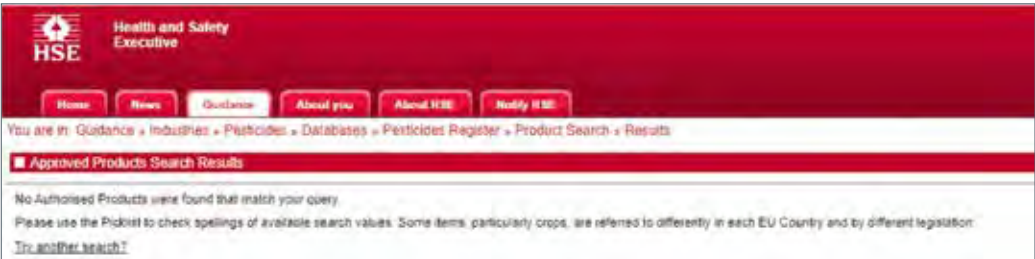 HSE
Health and Safety
Executive
Home News Guidance About you About HSE Notify HSE
You are in: Guidance » Industries » Pesticides » Databases » Pesticides Register » Product Search » Results
Approved Products Search Results
No Authorised Products were found that match your query.
Please use the Picklist to check spellings of available search values. Some items, particularly crops, are referred to differently in each EU Country and by different legislation
Try another search?